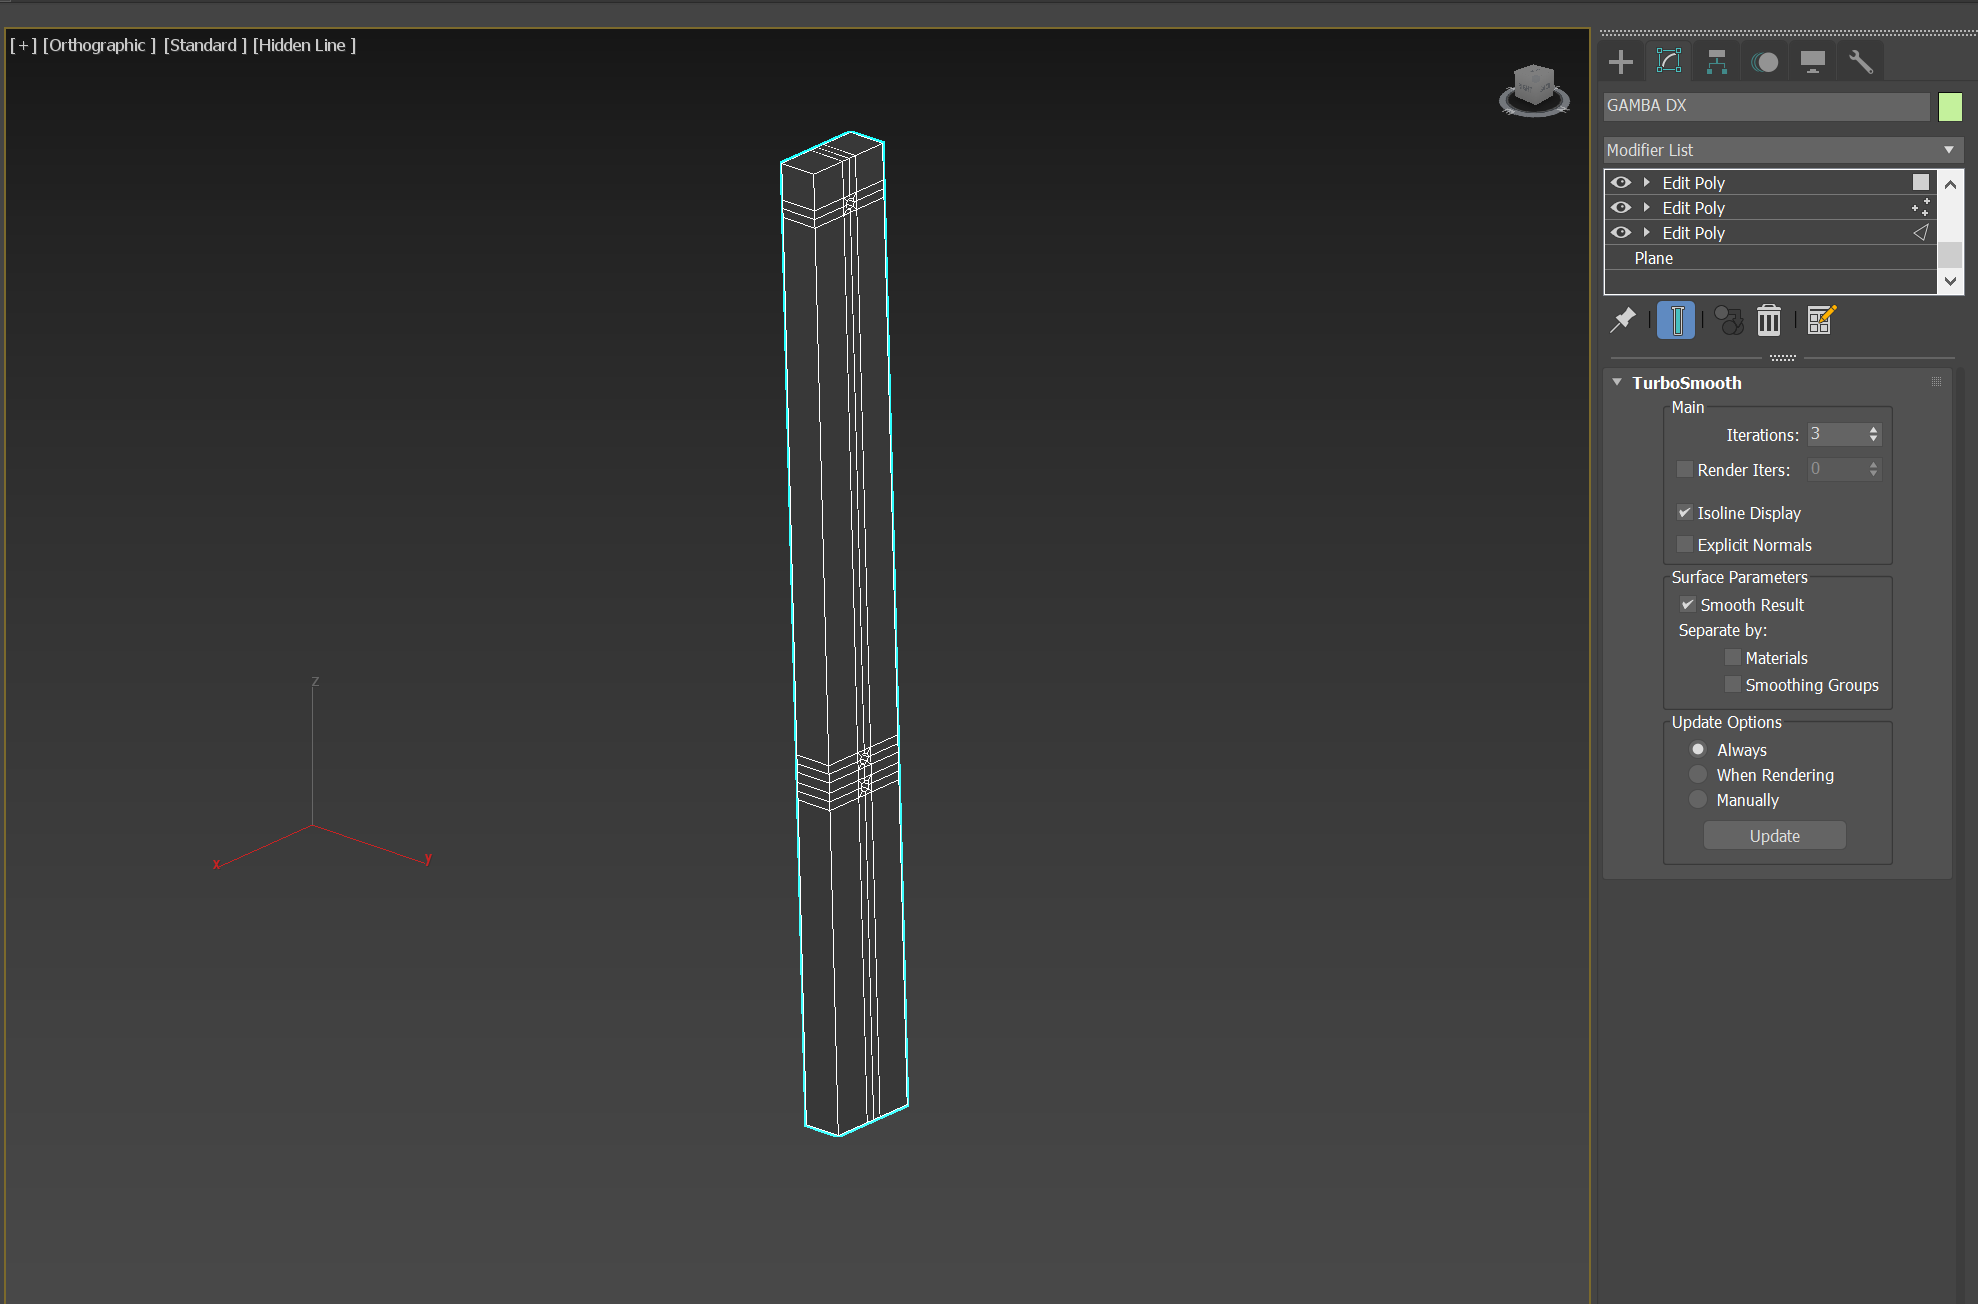 [+] [Orthographic ] [Standard ] [Hidden Line ]
z
x
y
GAMBA DX
Modifier List
Edit Poly
Edit Poly
Edit Poly
Plane
TurboSmooth
Main
Iterations: 3
Render Iters: 0
Isoline Display
Explicit Normals
Surface Parameters
Smooth Result
Separate by:
Materials
Smoothing Groups
Update Options
Always
When Rendering
Manually
Update